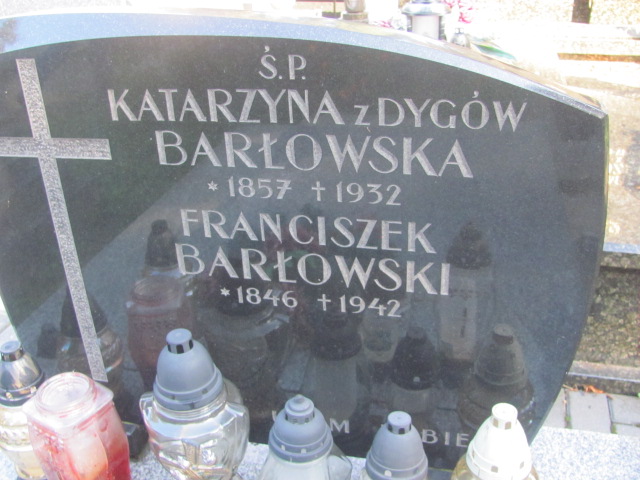 Ś.P.
KATARZYNA z DYGÓW
BARŁOWSKA
* 1857 † 1932
FRANCISZEK
BARŁOWSKI
* 1846 † 1942